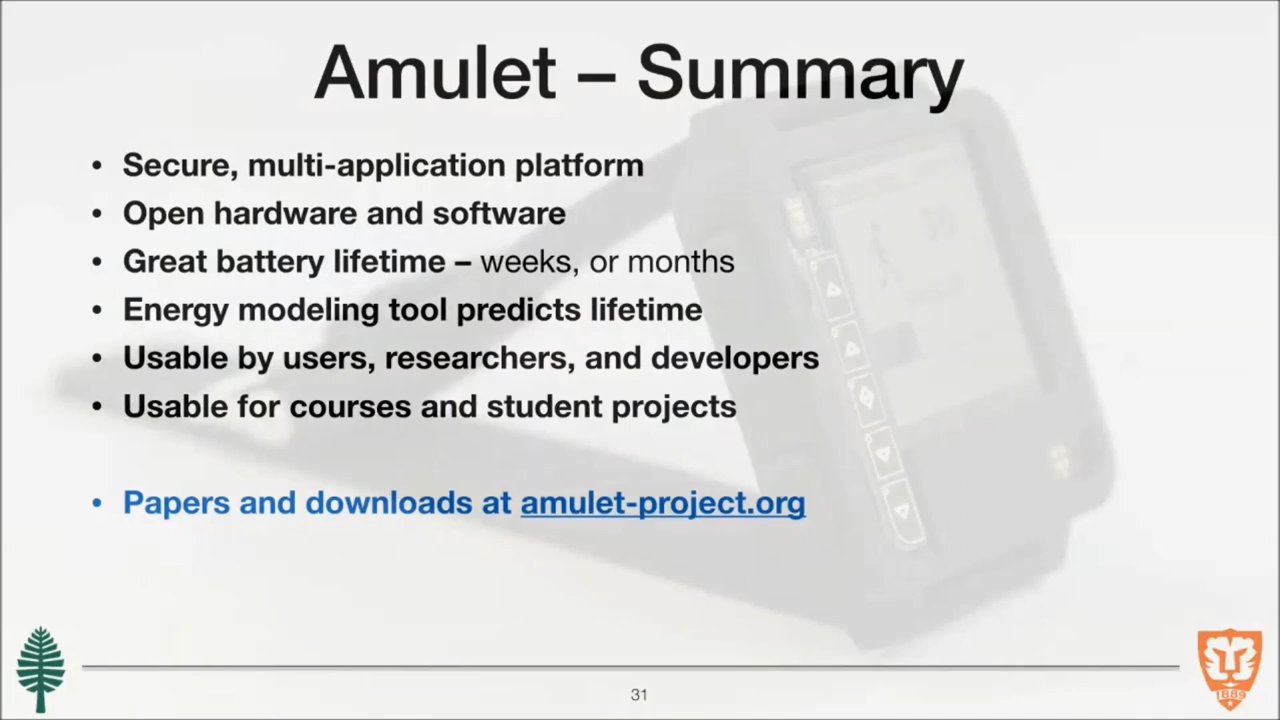 Amulet – Summary
• Secure, multi-application platform
• Open hardware and software
• Great battery lifetime – weeks, or months
• Energy modeling tool predicts lifetime
• Usable by users, researchers, and developers
• Usable for courses and student projects
• Papers and downloads at amulet-project.org
31
1889